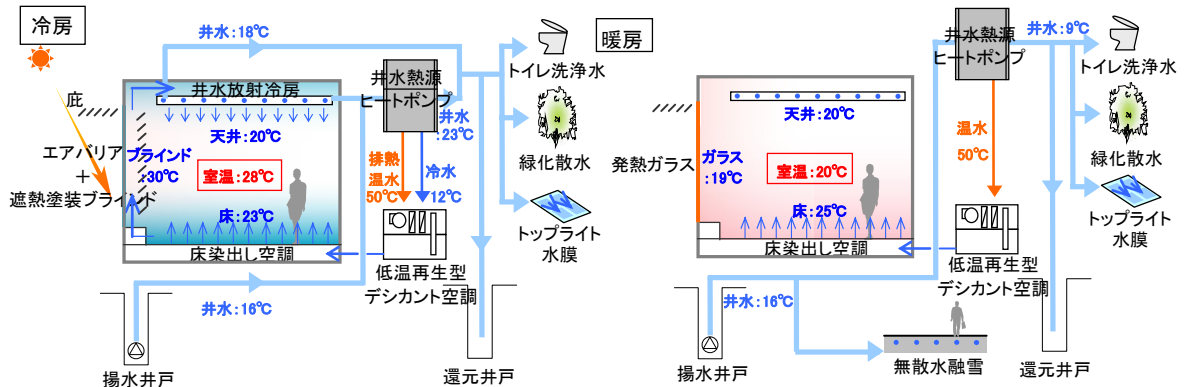 冷房
井水:18℃
井水熱源
ヒートポンプ
トイレ洗浄水
庇
井水放射冷房
井水
:23℃
天井:20℃
緑化散水
エアバリア
+
遮熱塗装ブラインド
ブラインド
:30℃
室温:28℃
排熱
温水
50℃
冷水
12℃
床:23℃
トップライト
水膜
床染出し空調
低温再生型
デシカント空調
井水:16℃
揚水井戸
還元井戸
暖房
井水熱源
ヒートポンプ
井水:9℃
トイレ洗浄水
天井:20℃
温水
50℃
緑化散水
発熱ガラス
ガラス
:19℃
室温:20℃
床:25℃
トップライト
水膜
床染出し空調
低温再生型
デシカント空調
井水:16℃
無散水融雪
揚水井戸
還元井戸